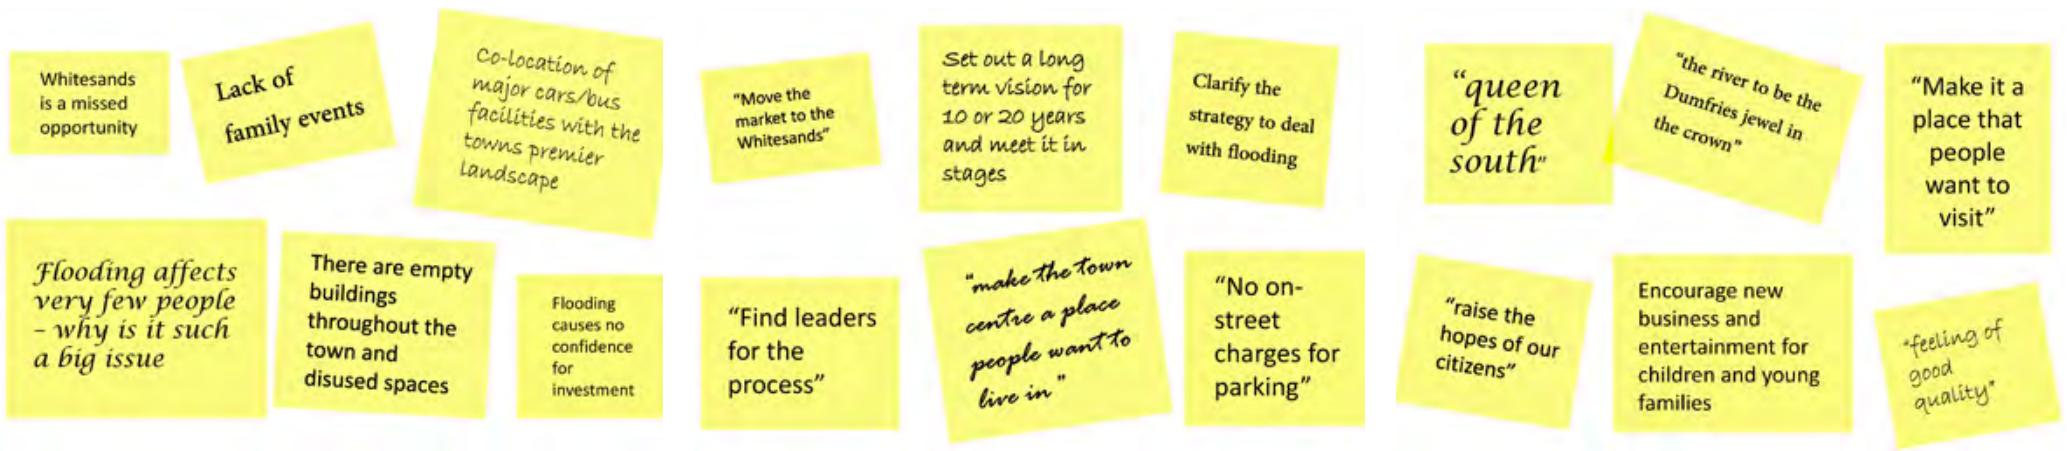 Whitesands
is a missed
opportunity
Lack of
family events
Co-location of
major cars/bus
facilities with the
towns premier
landscape
Flooding affects
very few people
– why is it such
a big issue
There are empty
buildings
throughout the
town and
disused spaces
Flooding
causes no
confidence
for
investment
"Move the
market to the
Whitesands"
Set out a long
term vision for
10 or 20 years
and meet it in
stages
Clarify the
strategy to deal
with flooding
"Find leaders
for the
process"
"make the town
centre a place
people want to
live in"
"No on-
street
charges for
parking"
"queen
of the
south"
"the river to be the
Dumfries jewel in
the crown"
"Make it a
place that
people
want to
visit"
"raise the
hopes of our
citizens"
Encourage new
business and
entertainment for
children and young
families
"feeling of
good
quality"